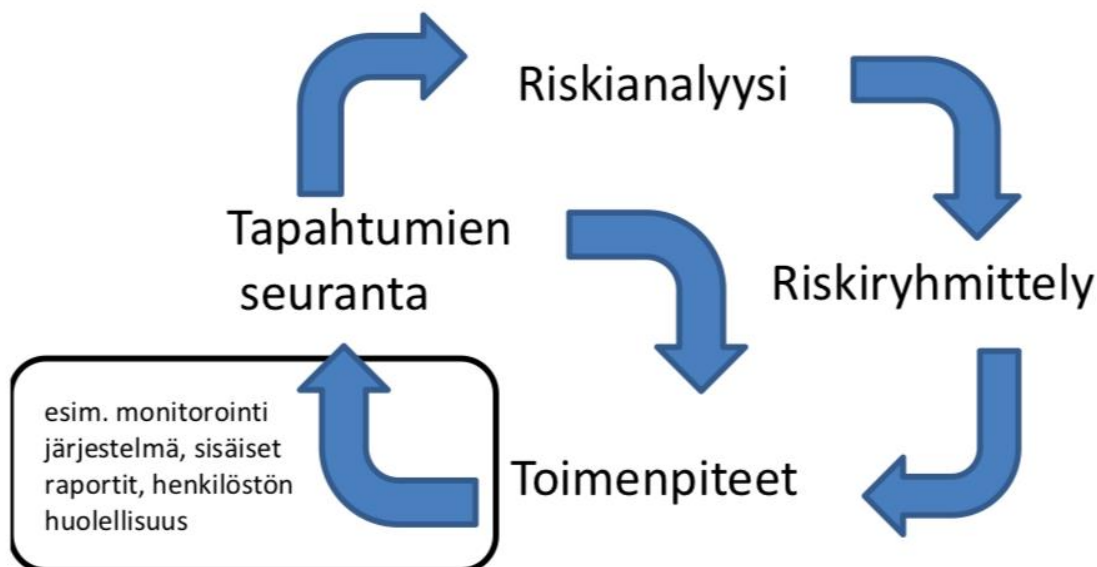 Riskianalyysi
Tapahtumien
seuranta
Riskiryhmittely
esim. monitorointi
järjestelmä, sisäiset
raportit, henkilöstön
huolellisuus
Toimenpiteet